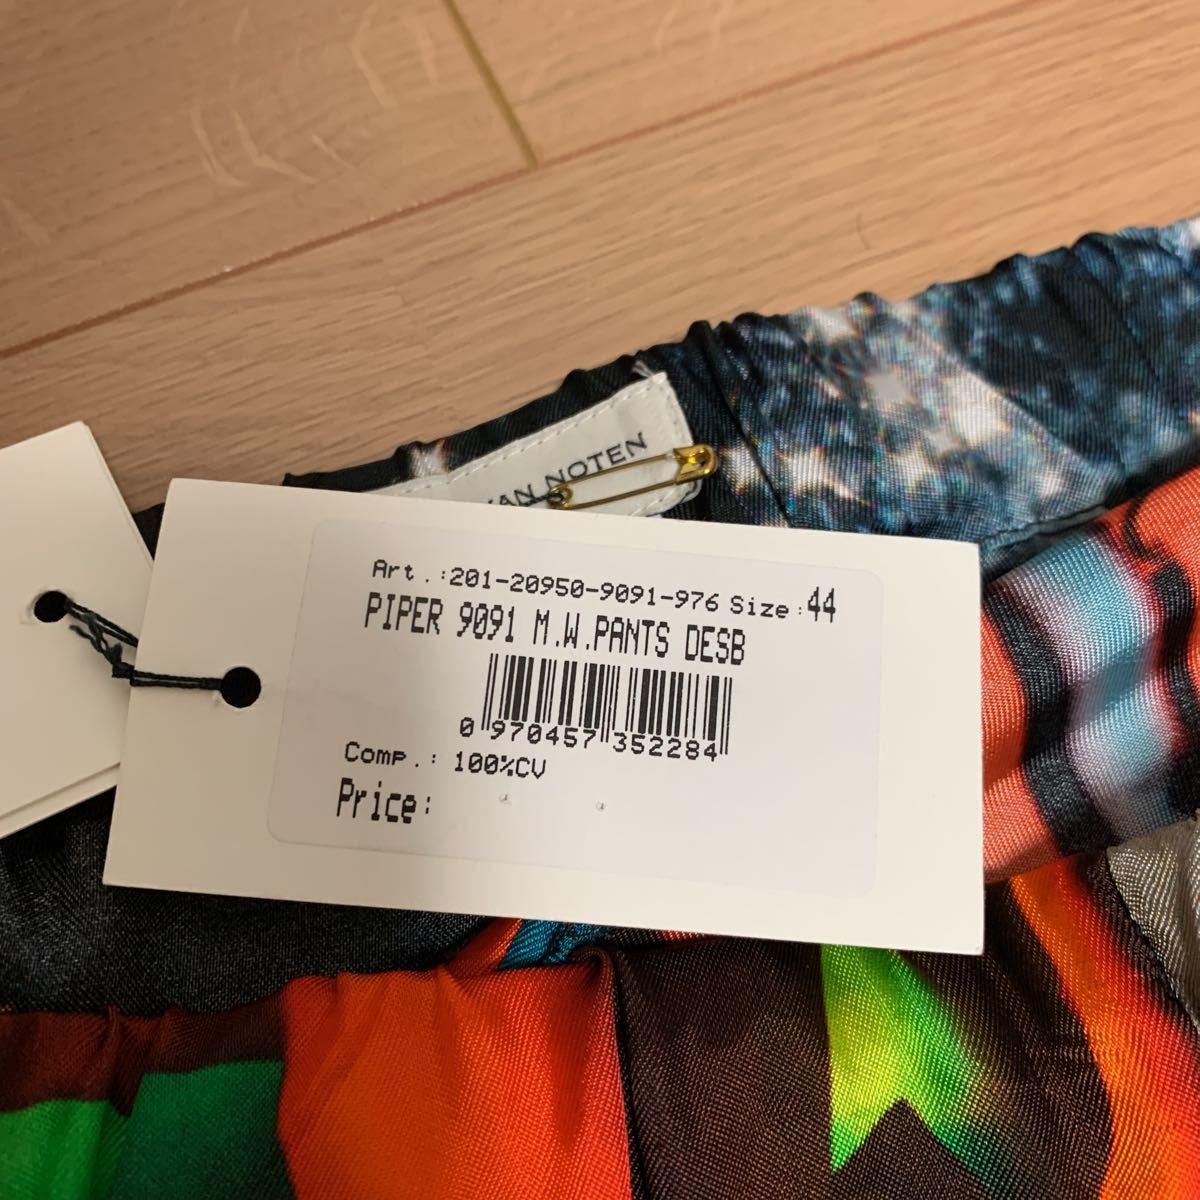 VAN NOTEN
Art.:201-20950-9091-976 Size:44
PIPER 9091 M.W.PANTS DESB
0 970457 352284
Comp.: 100%CV
Price: